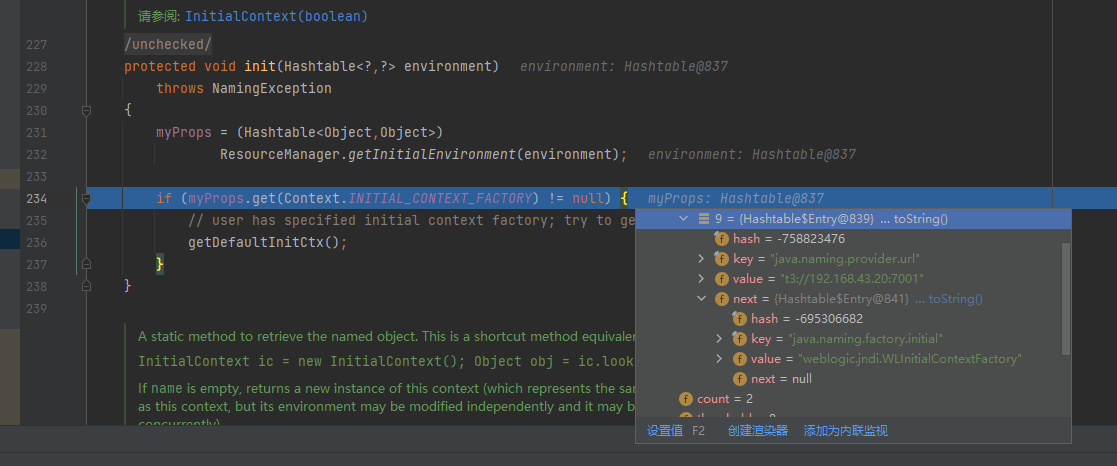 请参阅: InitialContext(boolean)
227 /unchecked/
228 protected void init(Hashtable<?,?> environment) environment: Hashtable@837
229 throws NamingException
230 {
231 myProps = (Hashtable<Object,Object>)
232 ResourceManager.getInitialEnvironment(environment); environment: Hashtable@837
233
234 if (myProps.get(Context.INITIAL_CONTEXT_FACTORY) != null) { myProps: Hashtable@837
235 // user has specified initial context factory; try to ge
236 getDefaultInitCtx();
237 }
238 }
239
9 = {Hashtable$Entry@839} ... toString()
hash = -758823476
key = "java.naming.provider.url"
value = "t3://192.168.43.20:7001"
next = {Hashtable$Entry@841} ... toString()
hash = -695306682
key = "java.naming.factory.initial"
value = "weblogic.jndi.WLInitialContextFactory"
next = null
count = 2
设置值 F2 创建渲染器 添加为内联监视
A static method to retrieve the named object. This is a shortcut method equivalen
InitialContext ic = new InitialContext(); Object obj = ic.look
If name is empty, returns a new instance of this context (which represents the sa
as this context, but its environment may be modified independently and it may b
concurrently)